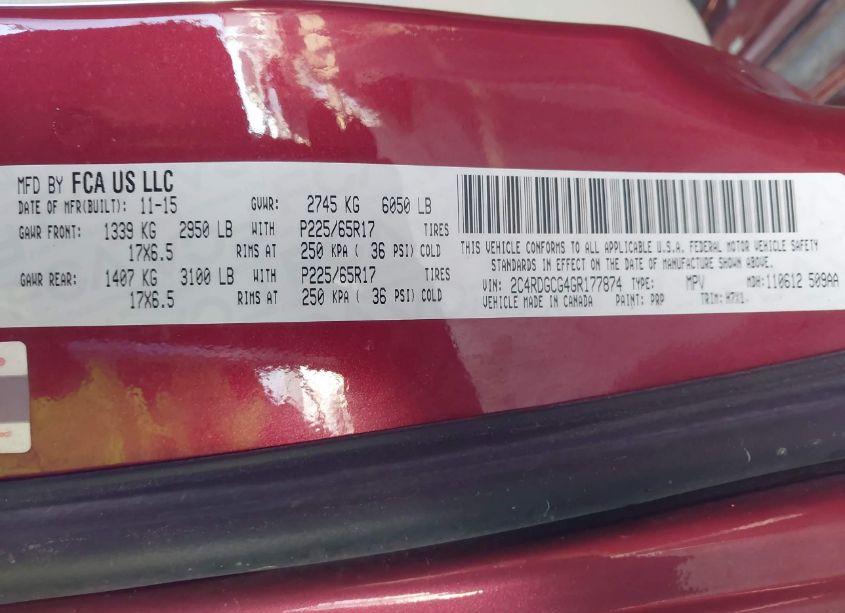 MFD BY FCA US LLC
DATE OF MFR(BUILT): 11-15 GVWR: 2745 KG 6050 LB
GAWR FRONT: 1339 KG 2950 LB WITH P225/65R17 TIRES
17X6.5 RIMS AT 250 KPA ( 36 PSI) COLD
GAWR REAR: 1407 KG 3100 LB WITH P225/65R17 TIRES
17X6.5 RIMS AT 250 KPA ( 36 PSI) COLD
THIS VEHICLE CONFORMS TO ALL APPLICABLE U.S.A. FEDERAL MOTOR VEHICLE SAFETY
STANDARDS IN EFFECT ON THE DATE OF MANUFACTURE SHOWN ABOVE.
VIN: 2C4RDGCG4GR177874 TYPE: MPV MDH: 110612 509AA
VEHICLE MADE IN CANADA PAINT: PRP TRIM: H7X1